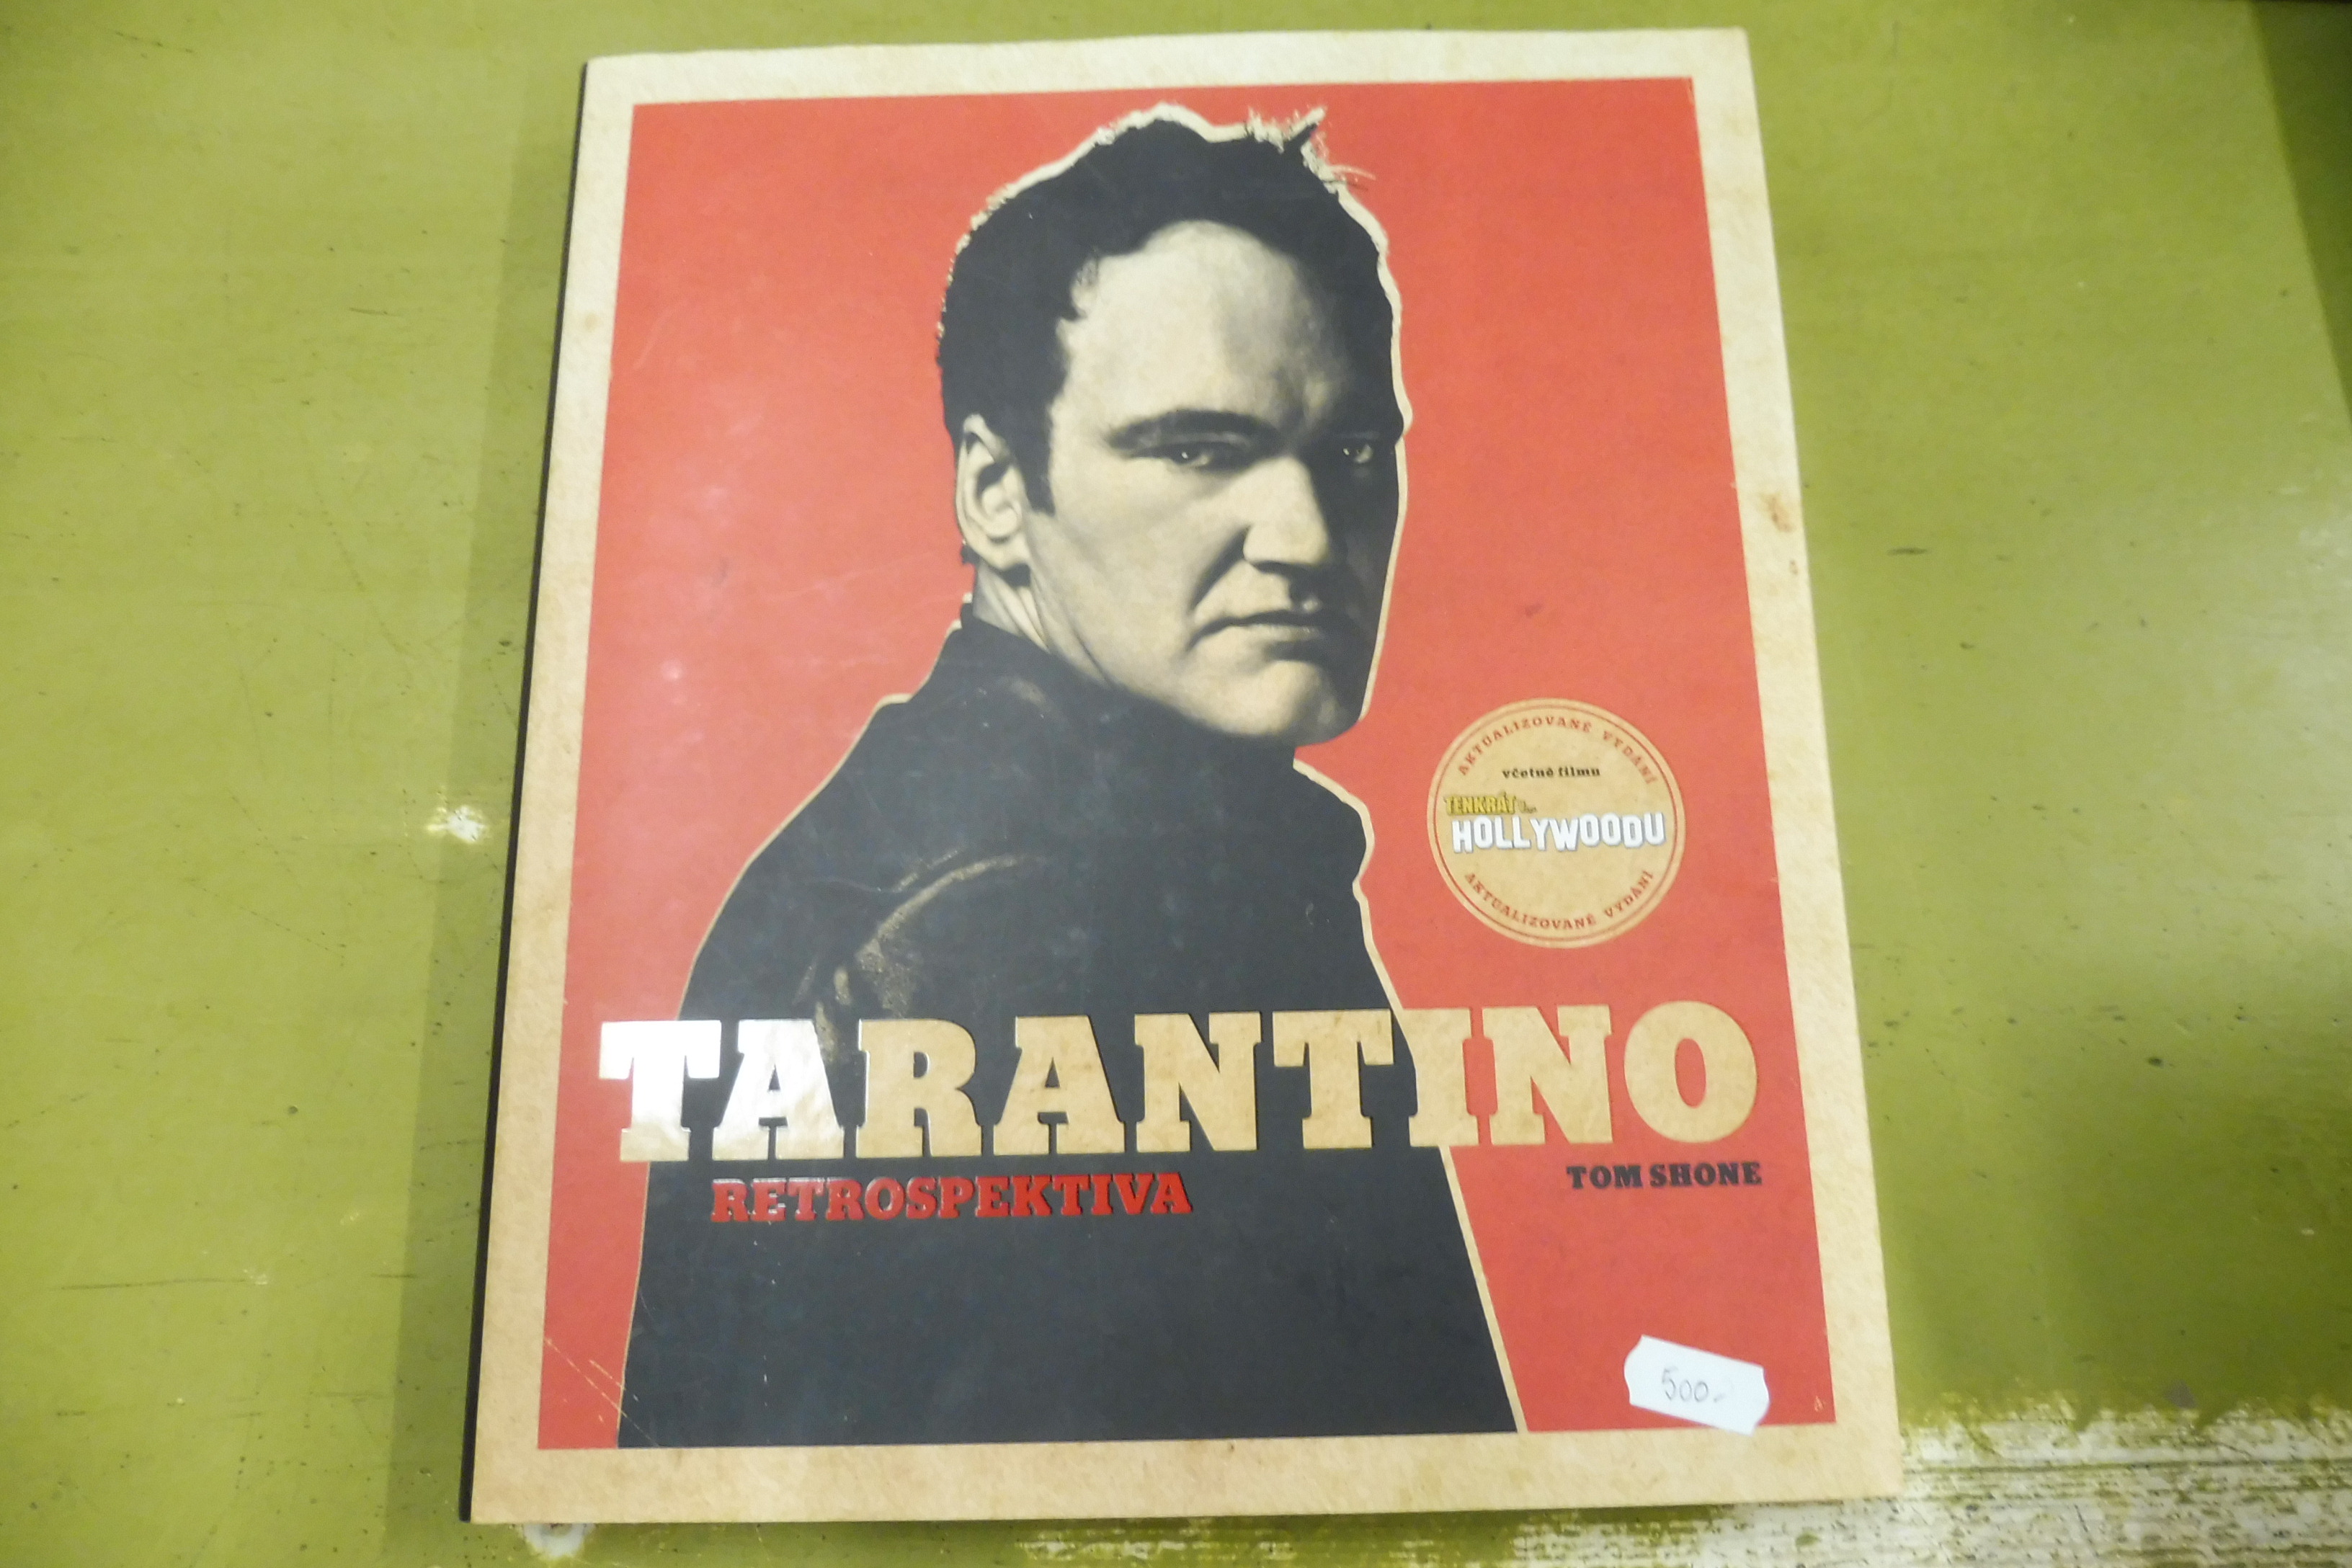 AKTUALIZOVANÉ VYDÁNÍ
včetně filmu
TENKRÁT
HOLLYWOODU
AKTUALIZOVANÉ VYDÁNÍ
TARANTINO
RETROSPEKTIVA
TOM SHONE
500.-